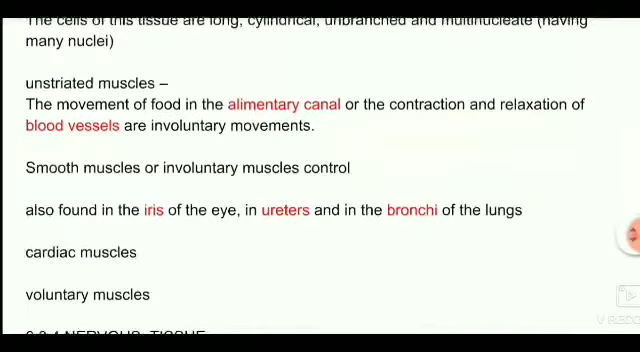 The cells of this tissue are long, cylindrical, unbranched and multinucleate (having
many nuclei)
unstriated muscles –
The movement of food in the alimentary canal or the contraction and relaxation of
blood vessels are involuntary movements.
Smooth muscles or involuntary muscles control
also found in the iris of the eye, in ureters and in the bronchi of the lungs
cardiac muscles
voluntary muscles
NERVOUS TISSUE